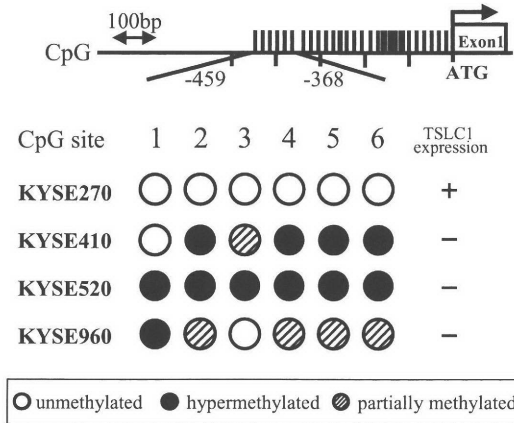 100bp
CpG
Exon1
-459
-368
ATG
CpG site 1 2 3 4 5 6 TSLC1 expression
KYSE270 +
KYSE410 −
KYSE520 −
KYSE960 −
unmethylated hypermethylated partially methylated